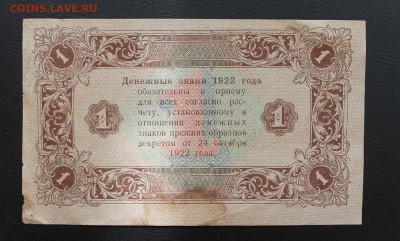 COINS.LAVE.RU
1 1
Денежные знаки 1923 года
обязательны к приему
для всех согласно рас-
чету, установленному в
отношении денежных
знаков прежних образцов
декретом от 24 октября
1922 года.
1 1
1 1